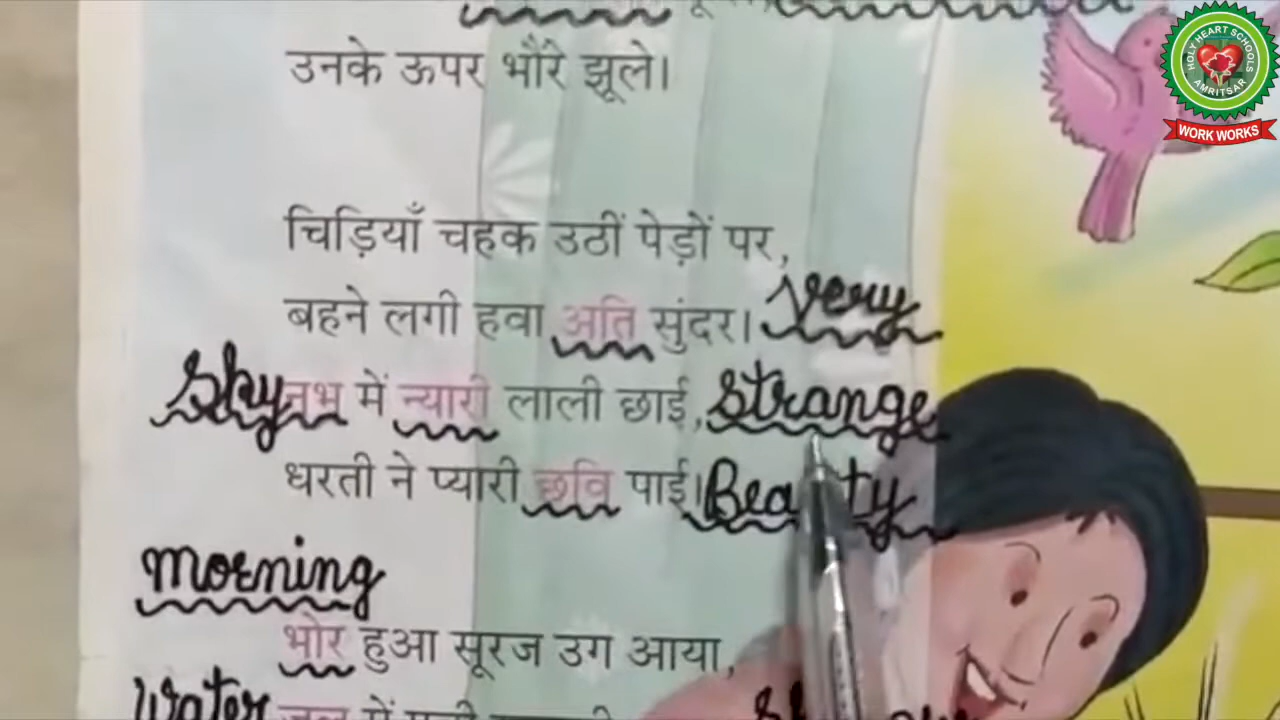 उनके ऊपर भौंरे झूले।
चिड़ियाँ चहक उठीं पेड़ों पर,
बहने लगी हवा अति सुंदर। very
Sky नभ में न्यारी लाली छाई, strange
धरती ने प्यारी छवि पाई। Beauty
morning
भोर हुआ सूरज उग आया,
water जल में
HOLY HEART SCHOOLS
AMRITSAR
WORK WORKS